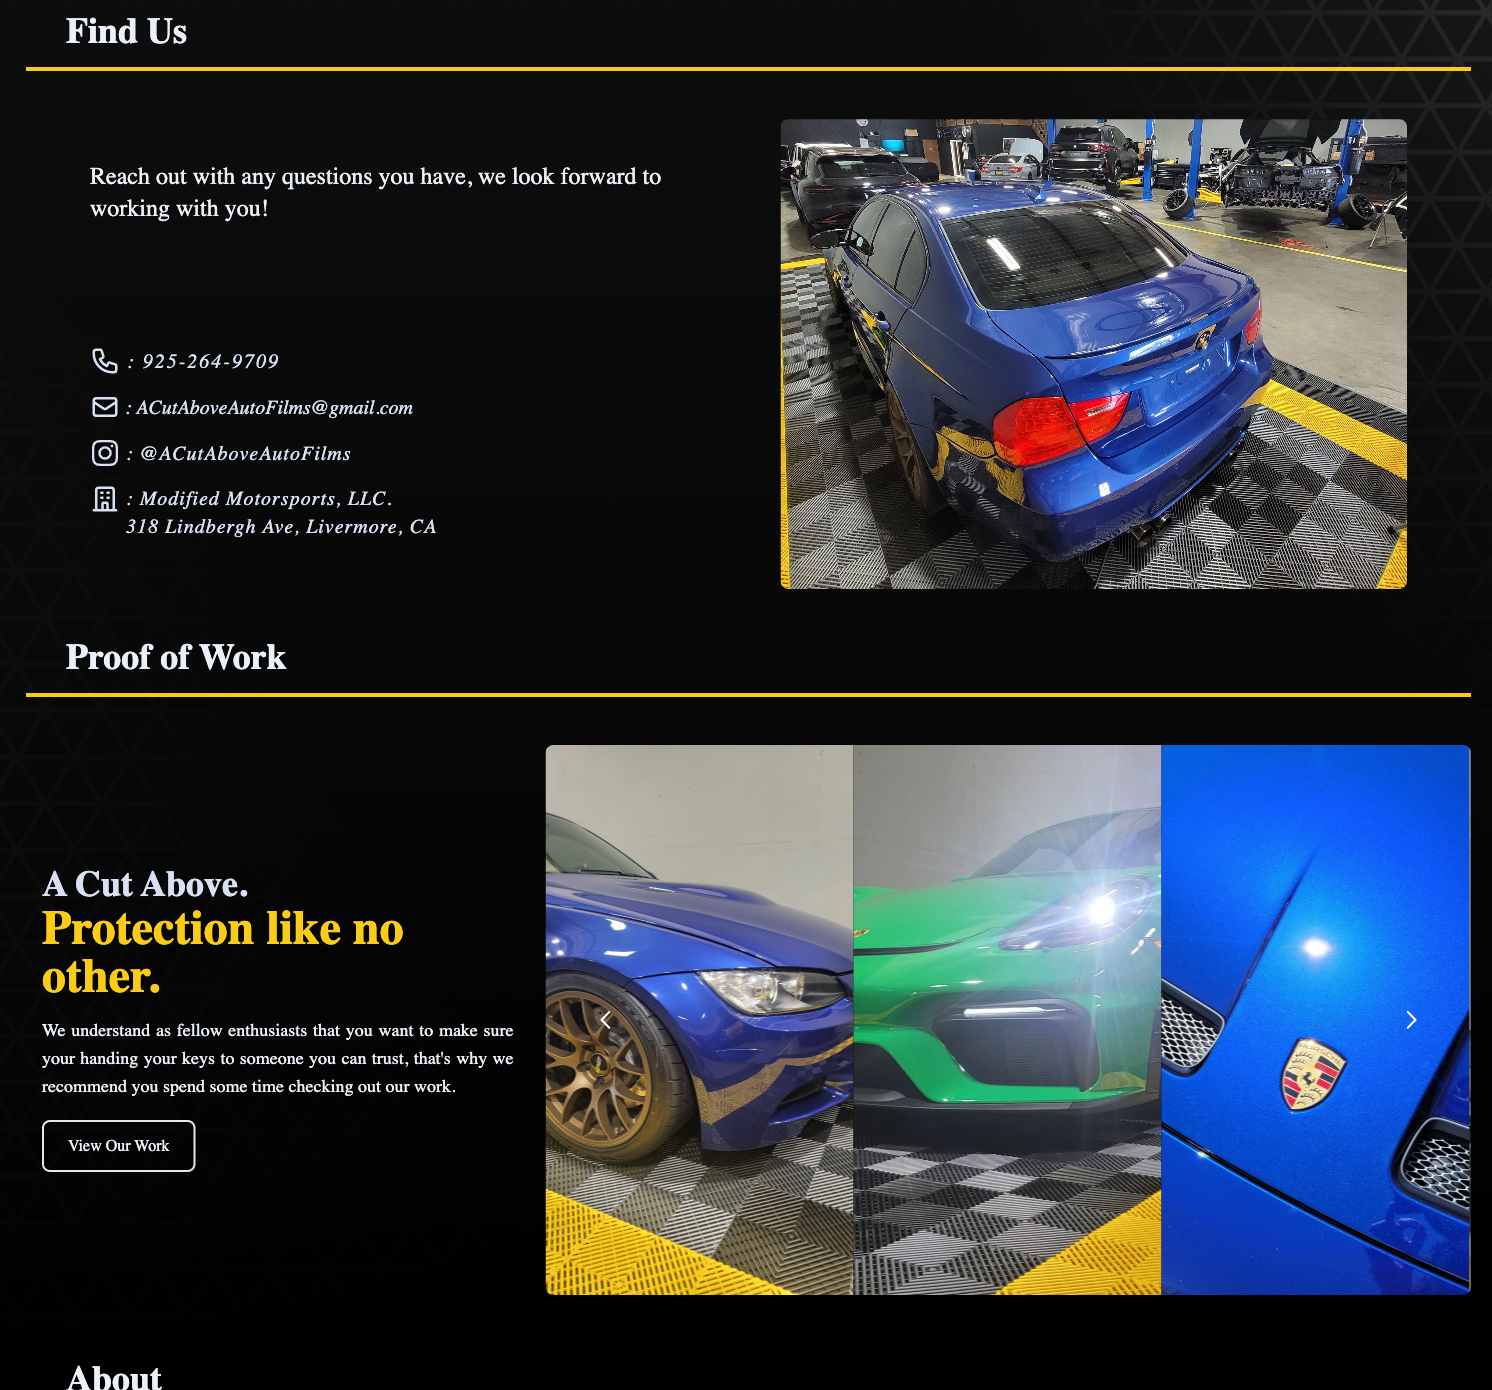 Find Us
Reach out with any questions you have, we look forward to
working with you!
: 925-264-9709
: ACutAboveAutoFilms@gmail.com
: @ACutAboveAutoFilms
: Modified Motorsports, LLC.
318 Lindbergh Ave, Livermore, CA
Proof of Work
A Cut Above.
Protection like no
other.
We understand as fellow enthusiasts that you want to make sure
your handing your keys to someone you can trust, that's why we
recommend you spend some time checking out our work.
View Our Work
PORSCHE
About